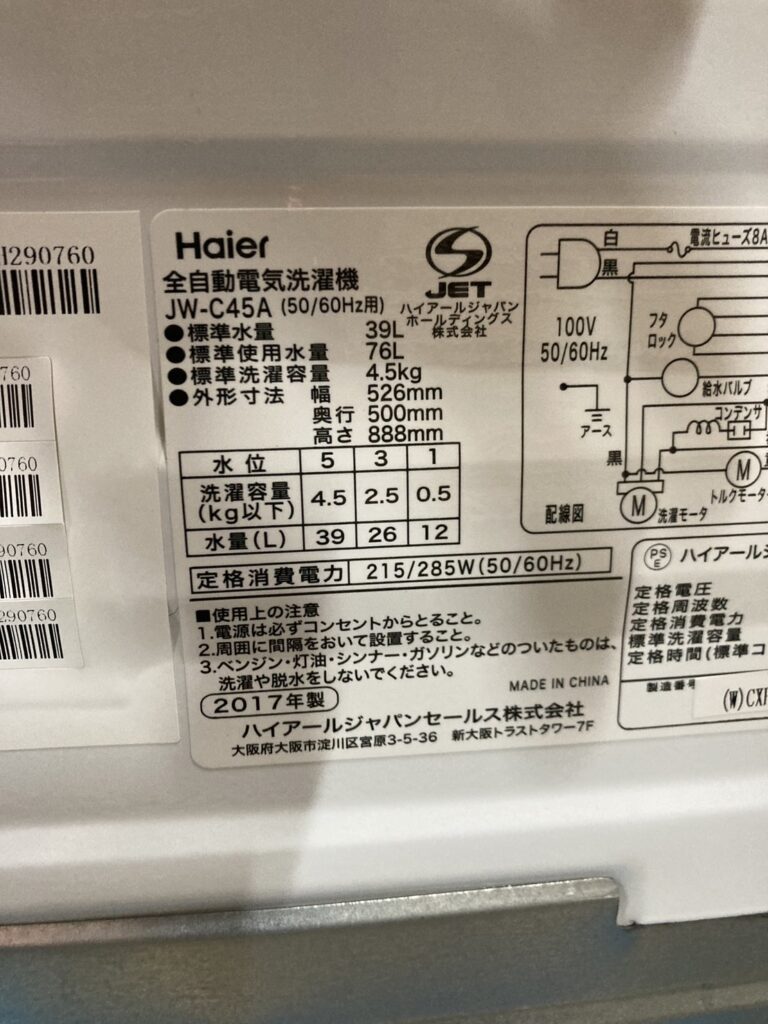 H290760
760
0760
90760
290760
Haier
JET
全自動電気洗濯機
JW-C45A (50/60Hz用)
ハイアールジャパン
ホールディングス
株式会社
●標準水量 39L
●標準使用水量 76L
●標準洗濯容量 4.5kg
●外形寸法 幅 526mm
奥行 500mm
高さ 888mm
水位 5 3 1
洗濯容量(kg以下) 4.5 2.5 0.5
水量(L) 39 26 12
定格消費電力 215/285W(50/60Hz)
■使用上の注意
1.電源は必ずコンセントからとること。
2.周囲に間隔をおいて設置すること。
3.ベンジン・灯油・シンナー・ガソリンなどのついたものは、
洗濯や脱水をしないでください。
2017年製
MADE IN CHINA
ハイアールジャパンセールス株式会社
大阪府大阪市淀川区宮原3-5-36 新大阪トラストタワー7F
白
電流ヒューズ8A
黒
100V
50/60Hz
フタ
ロック
給水バルブ
アース
コンデンサ
黒
M
トルクモーター
M
洗濯モータ
配線図
PS
E
ハイアールジ
定格電圧
定格周波数
定格消費電力
標準洗濯容量
定格時間(標準コ
製造番号
(W)CXH